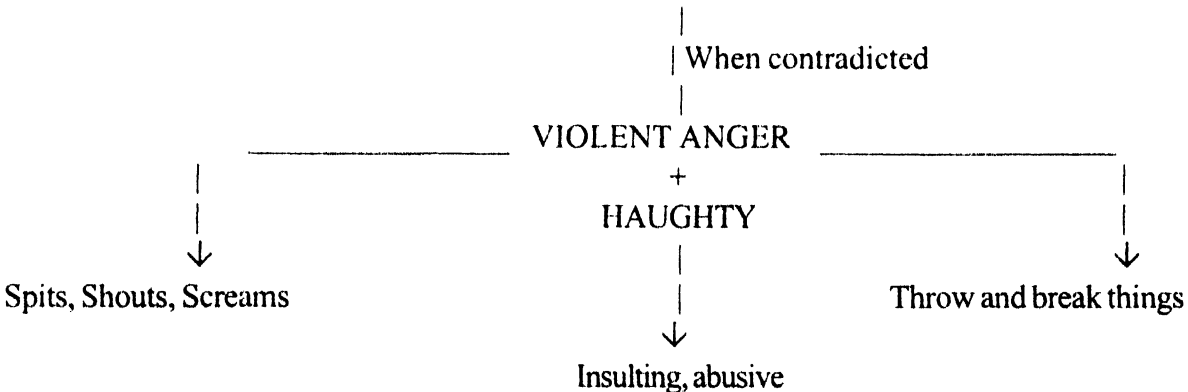 When contradicted
VIOLENT ANGER
+
HAUGHTY
Spits, Shouts, Screams
Throw and break things
Insulting, abusive